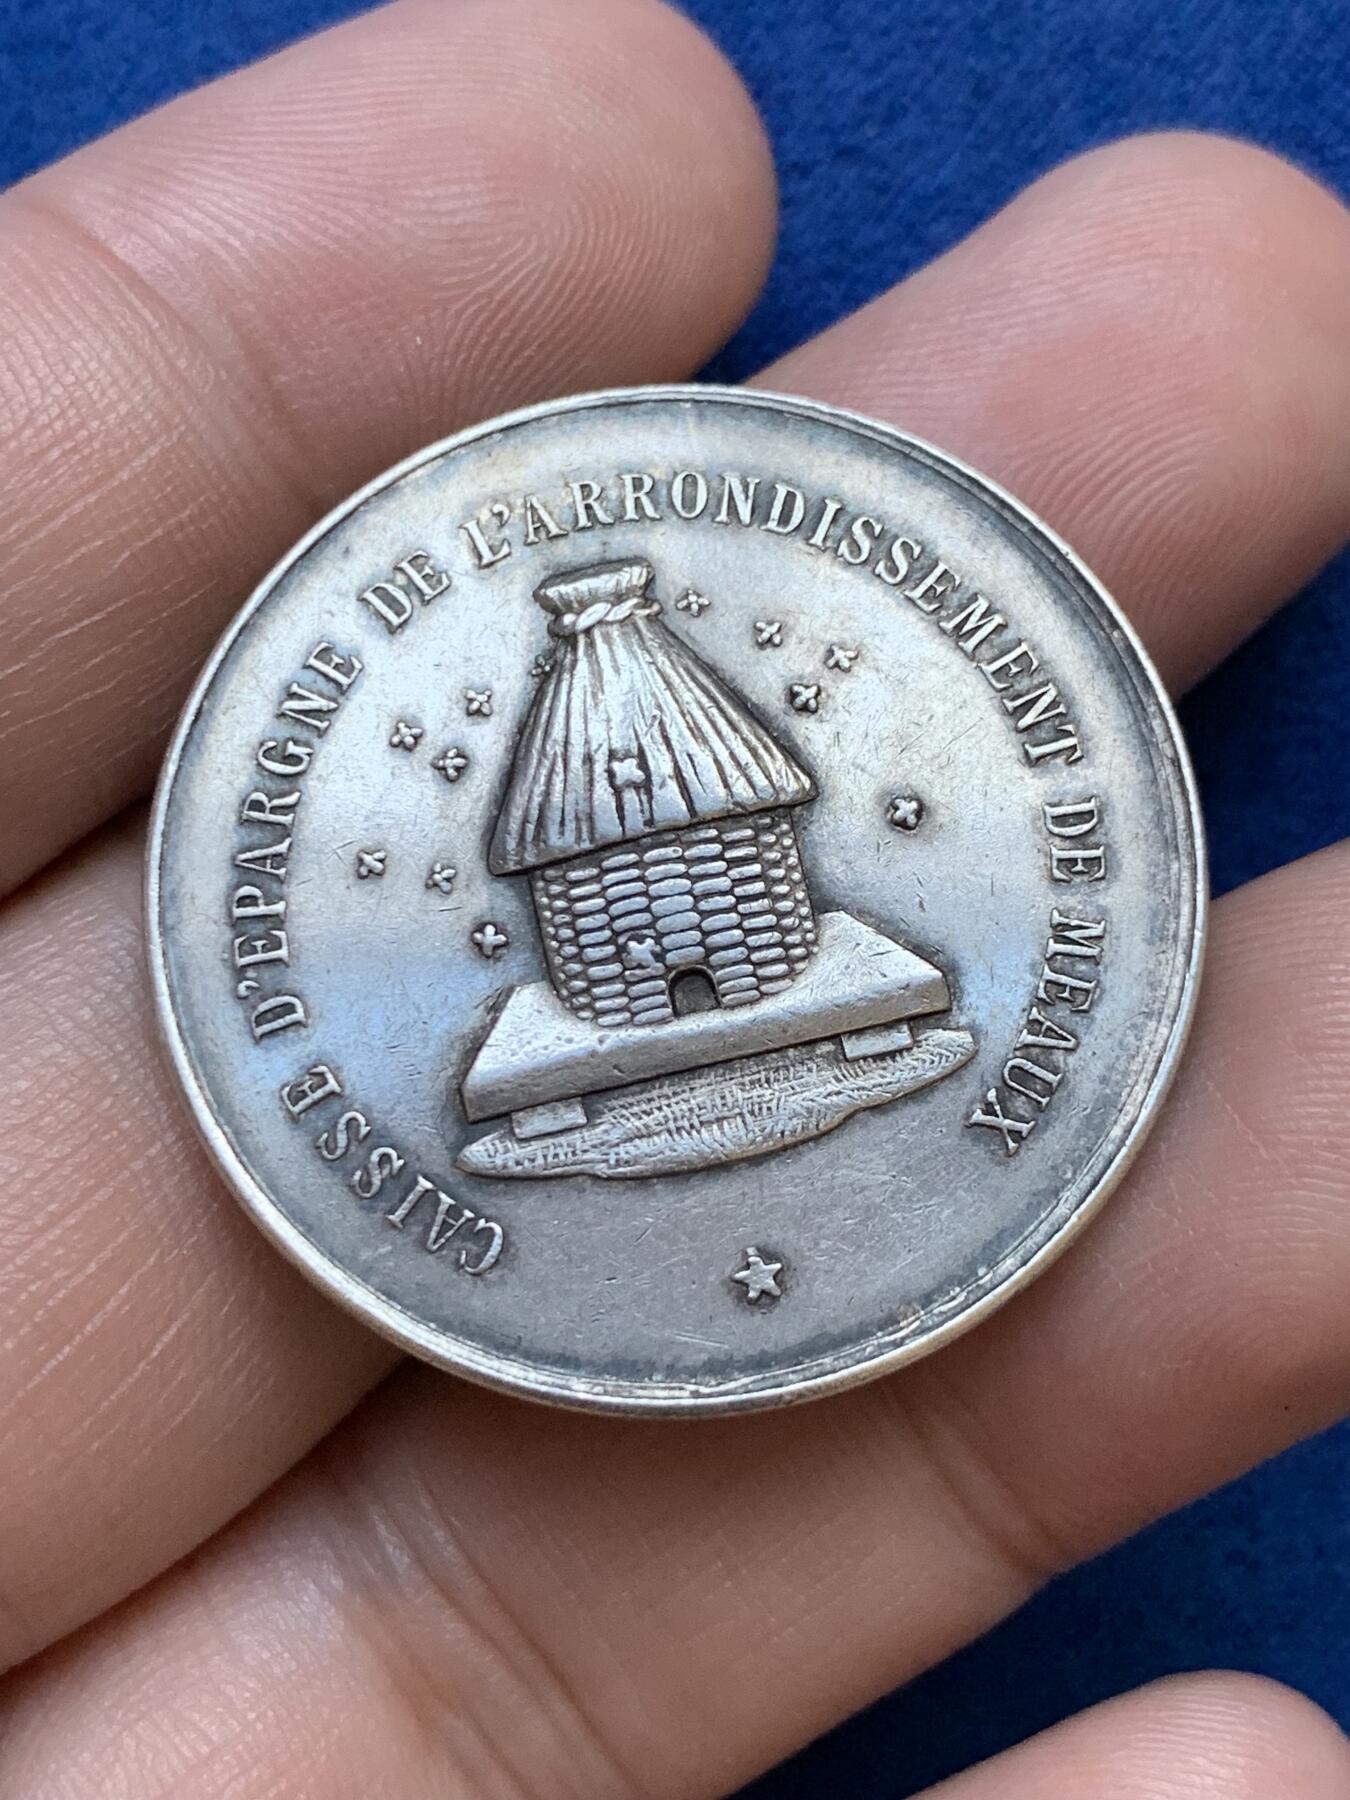 CAISSE D'EPARGNE DE L'ARRONDISSEMENT DE MEAUX